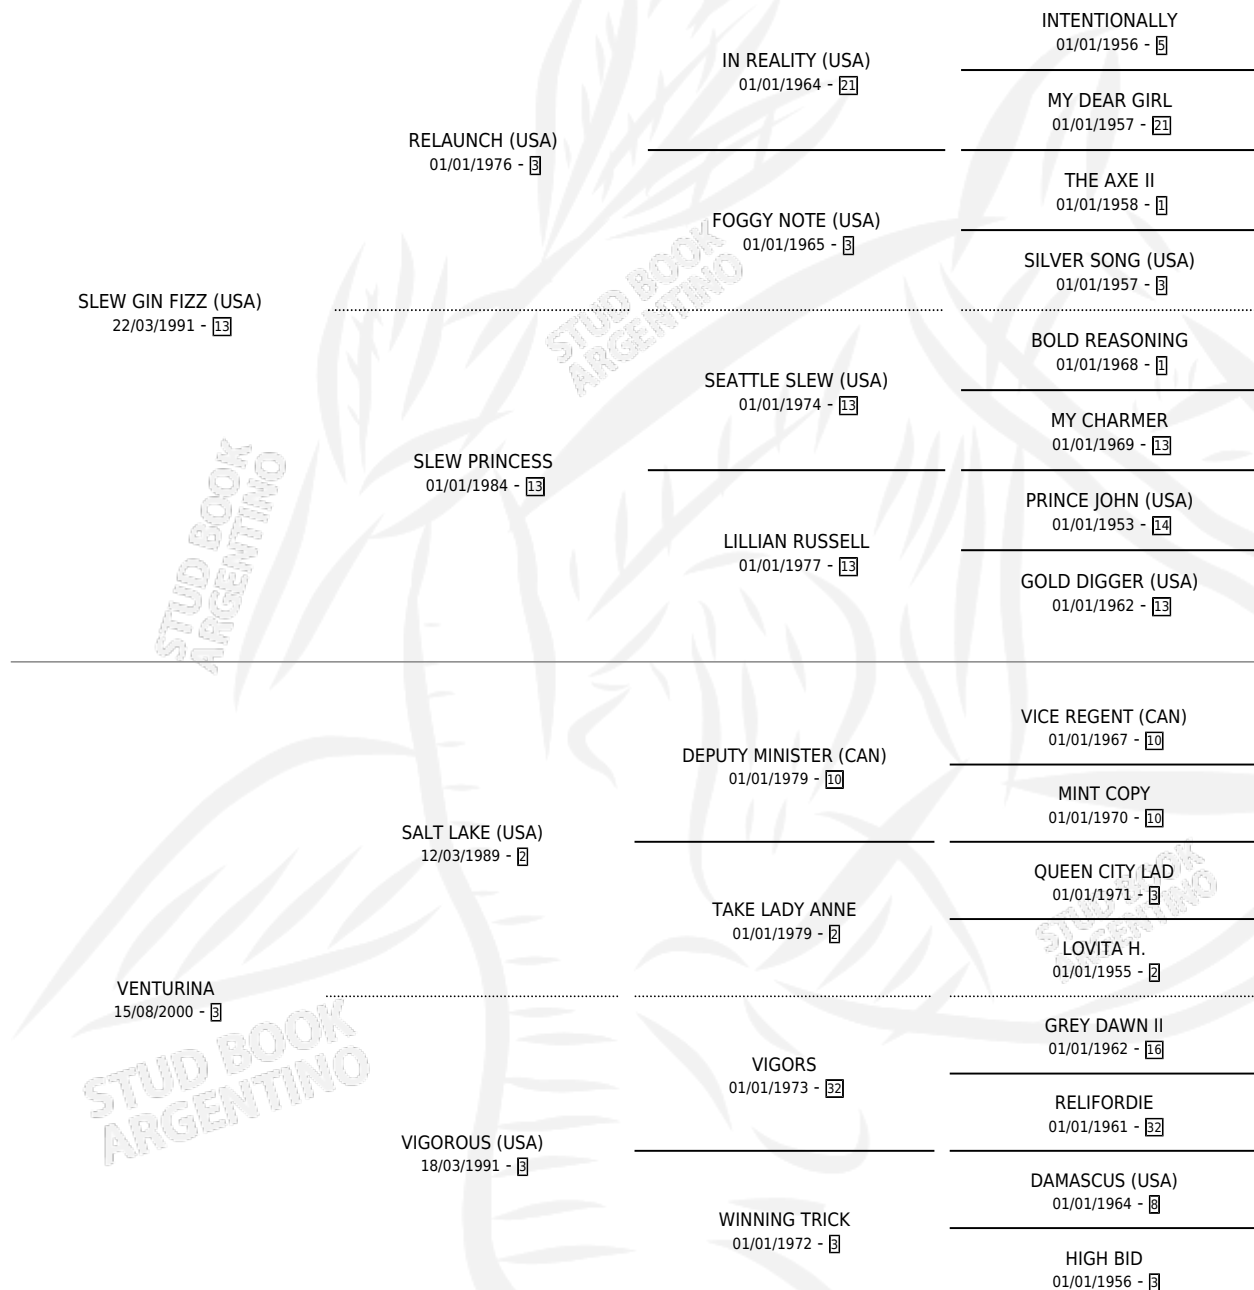 INTENTIONALLY
01/01/1956 - 5
IN REALITY (USA)
01/01/1964 - 21
MY DEAR GIRL
01/01/1957 - 21
RELAUNCH (USA)
01/01/1976 - 3
THE AXE II
01/01/1958 - 1
FOGGY NOTE (USA)
01/01/1965 - 3
SILVER SONG (USA)
01/01/1957 - 3
SLEW GIN FIZZ (USA)
22/03/1991 - 13
STUD BOOK
ARGENTINO
BOLD REASONING
01/01/1968 - 1
SEATTLE SLEW (USA)
01/01/1974 - 13
MY CHARMER
01/01/1969 - 13
SLEW PRINCESS
01/01/1984 - 13
PRINCE JOHN (USA)
01/01/1953 - 14
LILLIAN RUSSELL
01/01/1977 - 13
GOLD DIGGER (USA)
01/01/1962 - 13
STUD BOOK
ARGENTINO
VICE REGENT (CAN)
01/01/1967 - 10
DEPUTY MINISTER (CAN)
01/01/1979 - 10
MINT COPY
01/01/1970 - 10
SALT LAKE (USA)
12/03/1989 - 2
QUEEN CITY LAD
01/01/1971 - 3
TAKE LADY ANNE
01/01/1979 - 2
LOVITA H.
01/01/1955 - 2
STUD BOOK
ARGENTINO
VENTURINA
15/08/2000 - 3
GREY DAWN II
01/01/1962 - 16
VIGORS
01/01/1973 - 32
RELIFORDIE
01/01/1961 - 32
STUD BOOK
ARGENTINO
VIGOROUS (USA)
18/03/1991 - 3
DAMASCUS (USA)
01/01/1964 - 8
WINNING TRICK
01/01/1972 - 3
HIGH BID
01/01/1956 - 3